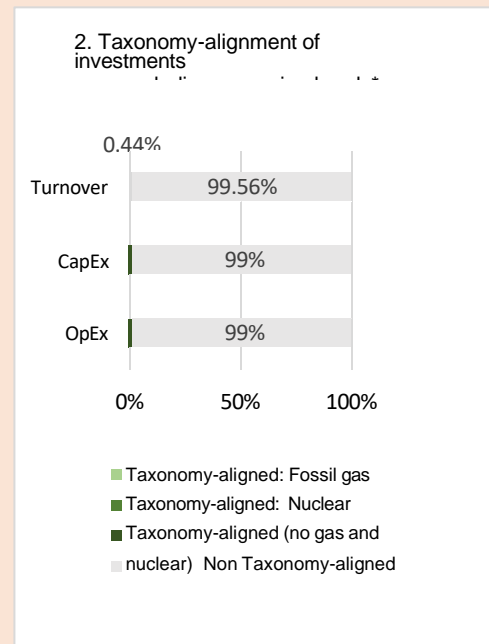 2. Taxonomy-alignment of
investments
0.44%
Turnover
99.56%
CapEx
99%
OpEx
99%
0%
50%
100%
Taxonomy-aligned: Fossil gas
Taxonomy-aligned: Nuclear
Taxonomy-aligned (no gas and
nuclear) Non Taxonomy-aligned